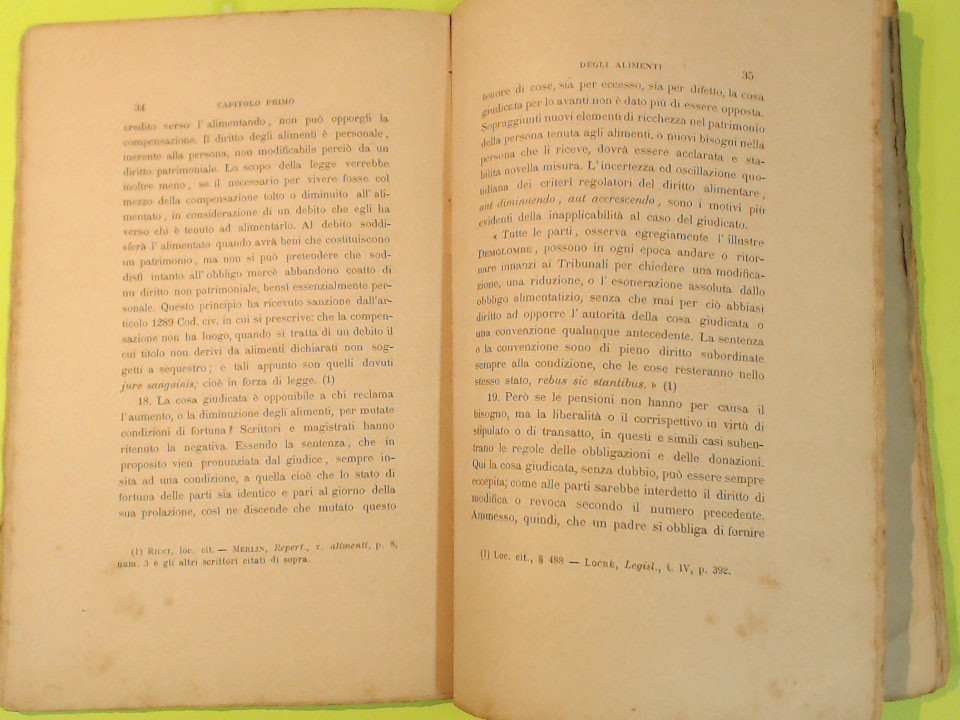 34 CAPITOLO PRIMO
credito verso l'alimentando, non può opporgli la
compensazione. Il diritto degli alimenti è personale,
inerente alla persona, non modificabile perciò da un
diritto patrimoniale. Lo scopo della legge verrebbe
inoltre meno, se il necessario per vivere fosse col
mezzo della compensazione tolto o diminuito all'ali-
mentato, in considerazione di un debito che egli ha
verso chi è tenuto ad alimentarlo. Al debito soddi-
sferà l'alimentato quando avrà beni che costituiscono
un patrimonio, ma non si può pretendere che sod-
disfi intanto all'obbligo mercè abbandono coatto di
un diritto non patrimoniale, bensì essenzialmente per-
sonale. Questo principio ha ricevuto sanzione dall'ar-
ticolo 1289 Cod. civ. in cui si prescrive: che la compen-
sazione non ha luogo, quando si tratta di un debito il
cui titolo non derivi da alimenti dichiarati non sog-
getti a sequestro; e tali appunto son quelli dovuti
jure sanguinis; cioè in forza di legge. (1)
18. La cosa giudicata è opponibile a chi reclama
l'aumento, o la diminuzione degli alimenti, per mutate
condizioni di fortuna? Scrittori e magistrati hanno
ritenuto la negativa. Essendo la sentenza, che in
proposito vien pronunziata dal giudice, sempre in-
sita ad una condizione, a quella cioè che lo stato di
fortuna delle parti sia identico e pari al giorno della
sua prolazione, così ne discende che mutato questo
(1) RICCI, loc. cit. — MERLIN, Repert., v. alimenti, p. 8,
num. 3 e gli altri scrittori citati di sopra.
DEGLI ALIMENTI 35
tenore di cose, sia per eccesso, sia per difetto, la cosa
giudicata per lo avanti non è dato più di essere opposta.
Sopraggiunti nuovi elementi di ricchezza nel patrimonio
della persona tenuta agli alimenti, o nuovi bisogni nella
persona che li riceve, dovrà essere acclarata e sta-
bilita novella misura. L'incertezza ed oscillazione quo-
tidiana dei criterî regolatori del diritto alimentare,
aut diminuendo, aut accrescendo, sono i motivi più
evidenti della inapplicabilità al caso del giudicato.
« Tutte le parti, osserva egregiamente l'illustre
DEMOLOMBE, possono in ogni epoca andare o ritor-
nare innanzi ai Tribunali per chiedere una modifica-
zione, una riduzione, o l'esonerazione assoluta dallo
obbligo alimentatizio, senza che mai per ciò abbiasi
diritto ad opporre l'autorità della cosa giudicata o
una convenzione qualunque antecedente. La sentenza
o la convenzione sono di pieno diritto subordinate
sempre alla condizione, che le cose resteranno nello
stesso stato, rebus sic stantibus. » (1)
19. Però se le pensioni non hanno per causa il
bisogno, ma la liberalità o il corrispettivo in virtù di
stipulato o di transatto, in questi e simili casi suben-
trano le regole delle obbligazioni e delle donazioni.
Qui la cosa giudicata, senza dubbio, può essere sempre
eccepita; come alle parti sarebbe interdetto il diritto di
modifica o revoca secondo il numero precedente.
Ammesso, quindi, che un padre si obbliga di fornire
(1) Loc. cit., § 488 — LOCRÈ, Legisl., t. IV, p. 392.